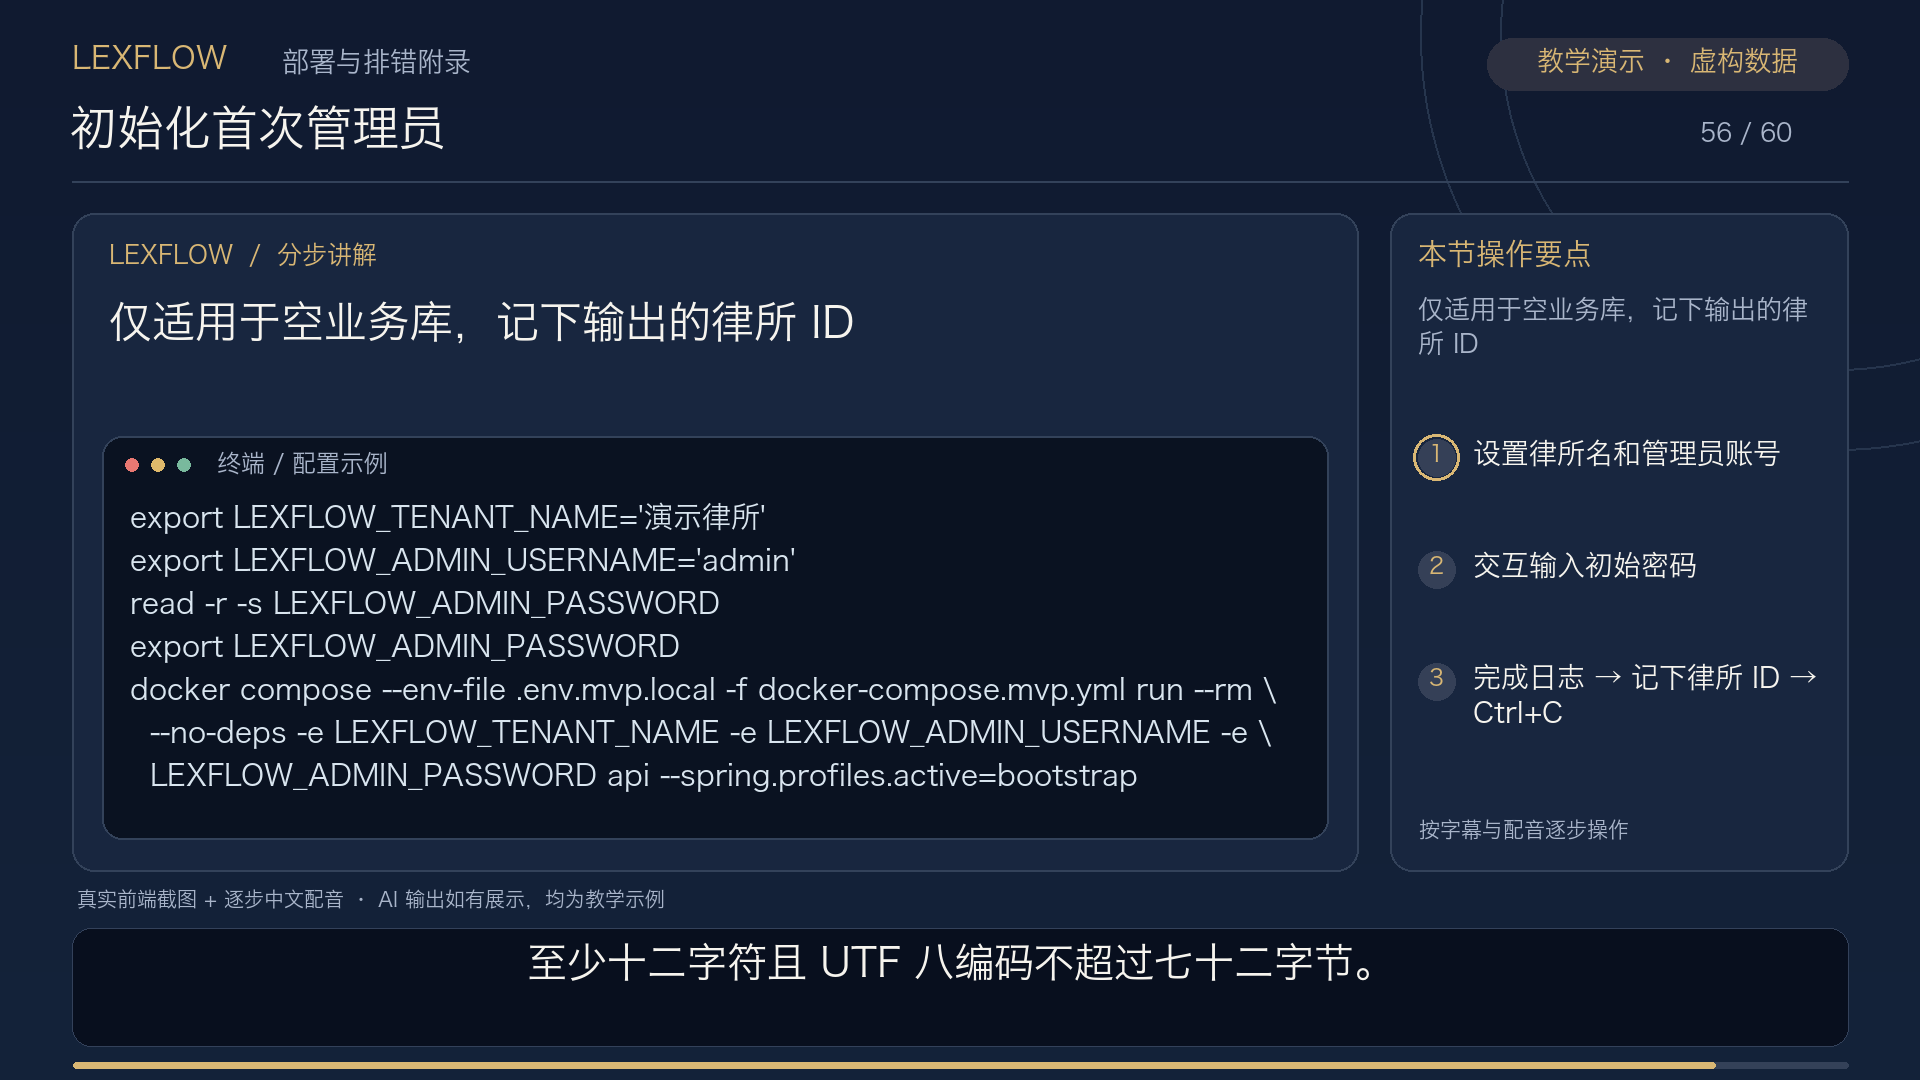 LEXFLOW 部署与排错附录
教学演示 · 虚构数据
初始化首次管理员
56 / 60
LEXFLOW / 分步讲解
仅适用于空业务库，记下输出的律所 ID
终端 / 配置示例
export LEXFLOW_TENANT_NAME='演示律所'
export LEXFLOW_ADMIN_USERNAME='admin'
read -r -s LEXFLOW_ADMIN_PASSWORD
export LEXFLOW_ADMIN_PASSWORD
docker compose --env-file .env.mvp.local -f docker-compose.mvp.yml run --rm \
--no-deps -e LEXFLOW_TENANT_NAME -e LEXFLOW_ADMIN_USERNAME -e \
LEXFLOW_ADMIN_PASSWORD api --spring.profiles.active=bootstrap
本节操作要点
仅适用于空业务库，记下输出的律
所 ID
1 设置律所名和管理员账号
2 交互输入初始密码
3 完成日志 → 记下律所 ID →
Ctrl+C
按字幕与配音逐步操作
真实前端截图 + 逐步中文配音 · AI 输出如有展示，均为教学示例
至少十二字符且 UTF 八编码不超过七十二字节。